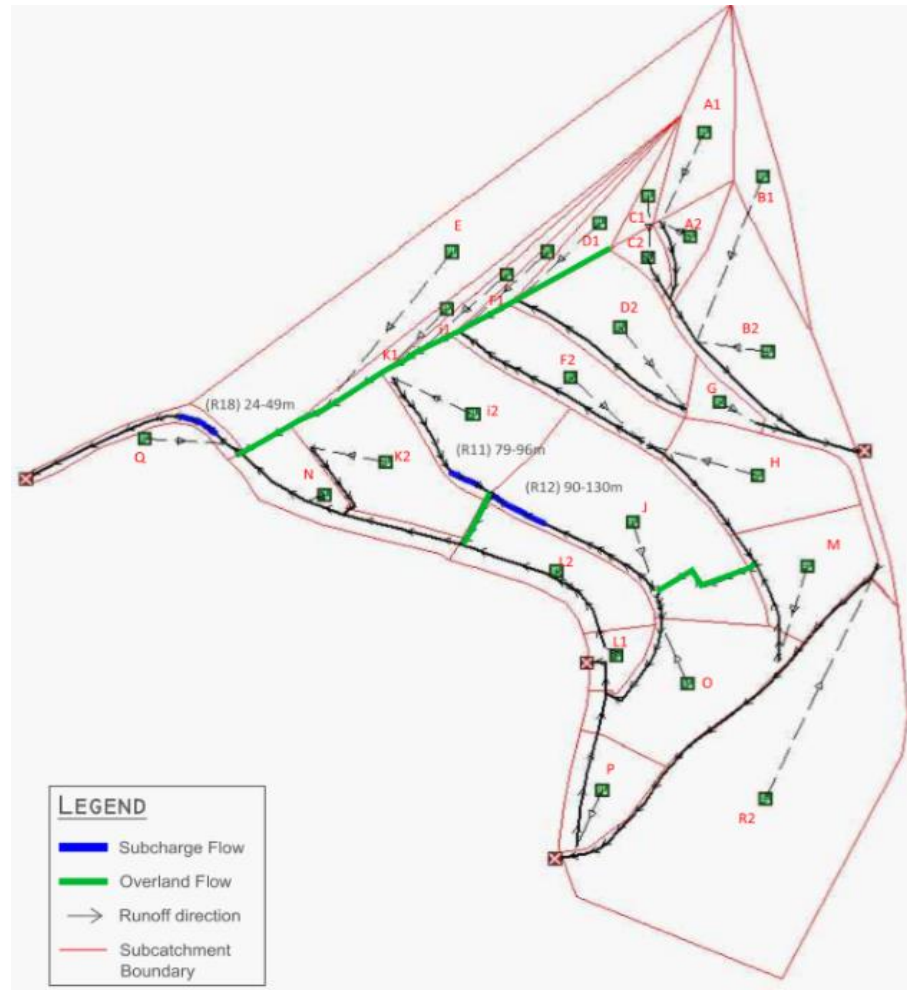 A1
B1
C1
A2
E
D1
C2
F1
D2
B2
I1
K1
F2
G
(R18) 24-49m
i2
(R11) 79-96m
Q
K2
H
N
(R12) 90-130m
J
M
L2
L1
O
P
R2
LEGEND
Subcharge Flow
Overland Flow
Runoff direction
Subcatchment
Boundary